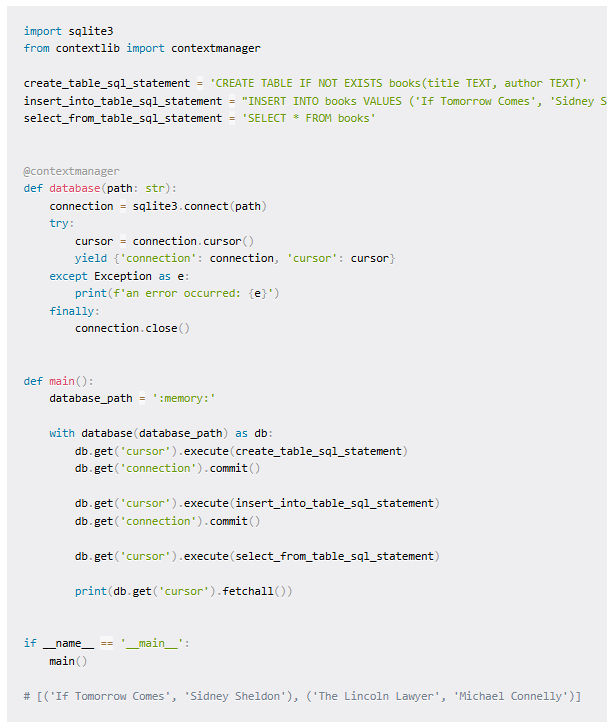 import sqlite3
from contextlib import contextmanager

create_table_sql_statement = 'CREATE TABLE IF NOT EXISTS books(title TEXT, author TEXT)'
insert_into_table_sql_statement = "INSERT INTO books VALUES ('If Tomorrow Comes', 'Sidney S
select_from_table_sql_statement = 'SELECT * FROM books'


@contextmanager
def database(path: str):
    connection = sqlite3.connect(path)
    try:
        cursor = connection.cursor()
        yield {'connection': connection, 'cursor': cursor}
    except Exception as e:
        print(f'an error occurred: {e}')
    finally:
        connection.close()


def main():
    database_path = ':memory:'

    with database(database_path) as db:
        db.get('cursor').execute(create_table_sql_statement)
        db.get('connection').commit()

        db.get('cursor').execute(insert_into_table_sql_statement)
        db.get('connection').commit()

        db.get('cursor').execute(select_from_table_sql_statement)

        print(db.get('cursor').fetchall())


if __name__ == '__main__':
    main()

# [('If Tomorrow Comes', 'Sidney Sheldon'), ('The Lincoln Lawyer', 'Michael Connelly')]